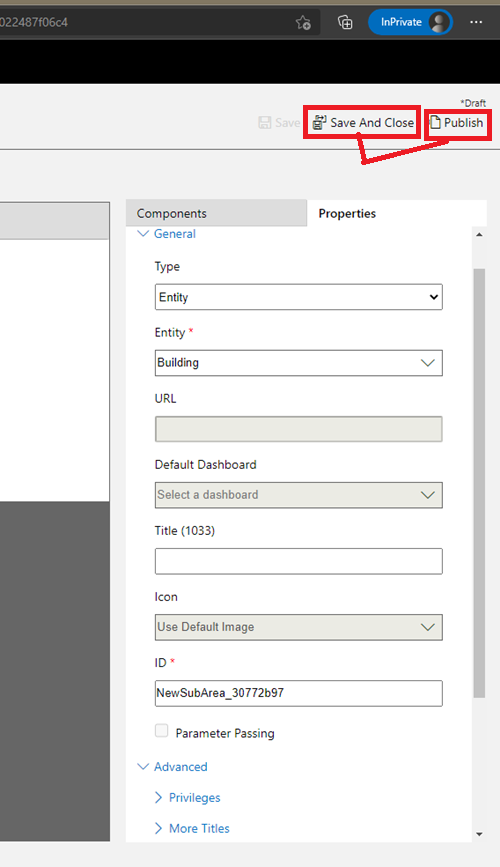 022487f06c4
InPrivate
*Draft
Save
Save And Close
Publish
Components
Properties
General
Type
Entity
Entity *
Building
URL
Default Dashboard
Select a dashboard
Title (1033)
Icon
Use Default Image
ID *
NewSubArea_30772b97
Parameter Passing
Advanced
Privileges
More Titles